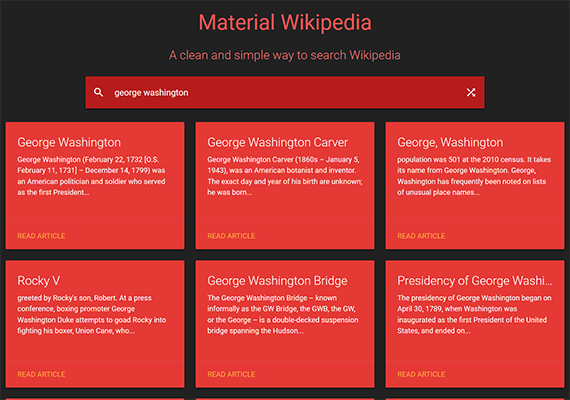 Material Wikipedia
A clean and simple way to search Wikipedia
george washington
George Washington
George Washington (February 22, 1732 [O.S.
February 11, 1731] – December 14, 1799) was
an American politician and soldier who served
as the first President...
READ ARTICLE
George Washington Carver
George Washington Carver (1860s – January 5,
1943), was an American botanist and inventor.
The exact day and year of his birth are unknown;
he was born...
READ ARTICLE
George, Washington
population was 501 at the 2010 census. It takes
its name from George Washington. George,
Washington has frequently been noted on lists
of unusual place names...
READ ARTICLE
Rocky V
greeted by Rocky's son, Robert. At a press
conference, boxing promoter George
Washington Duke attempts to goad Rocky into
fighting his boxer, Union Cane, who...
READ ARTICLE
George Washington Bridge
The George Washington Bridge – known
informally as the GW Bridge, the GWB, the GW,
or the George – is a double-decked suspension
bridge spanning the Hudson...
READ ARTICLE
Presidency of George Washi...
The presidency of George Washington began on
April 30, 1789, when Washington was
inaugurated as the first President of the United
States, and ended on...
READ ARTICLE